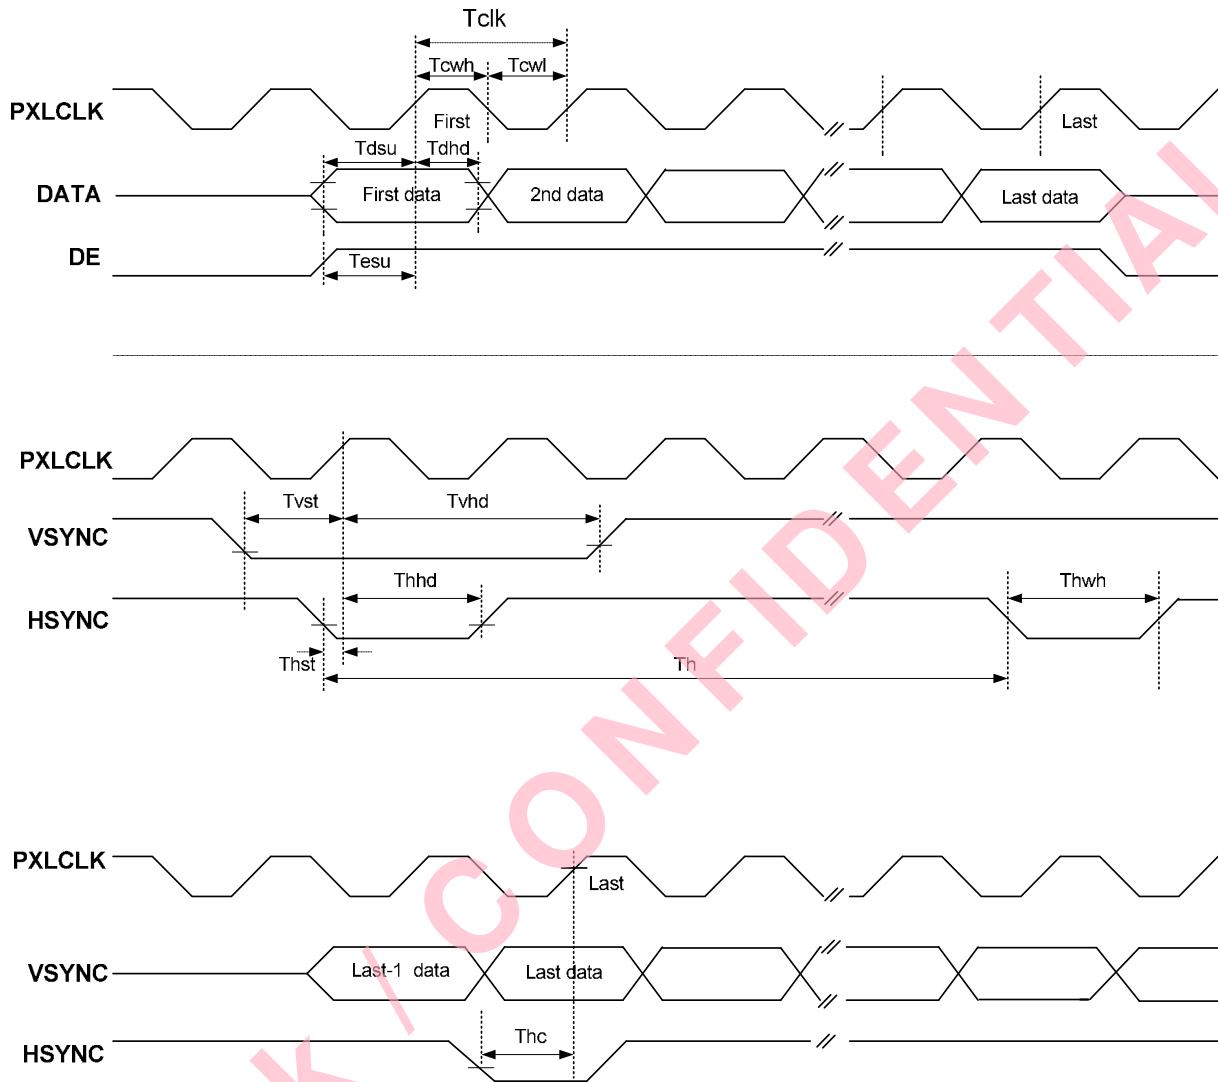 Tclk
Tcwh Tcwl
PXLCLK
First
Last
Tdsu Tdhd
DATA
First data
2nd data
Last data
DE
Tesu
PXLCLK
Tvst
Tvhd
VSYNC
Thhd
Thwh
HSYNC
Thst
Th
PXLCLK
Last
VSYNC
Last-1 data
Last data
Thc
HSYNC
k / CONFIDENTIAL